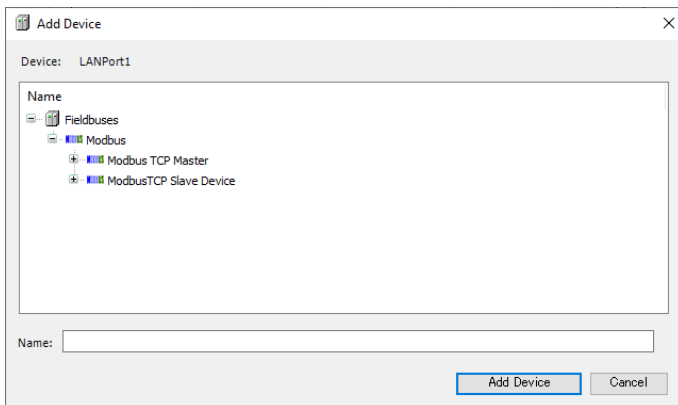 Add Device
Device: LANPort1
Name
Fieldbuses
Modbus
Modbus TCP Master
ModbusTCP Slave Device
Name:
Add Device Cancel